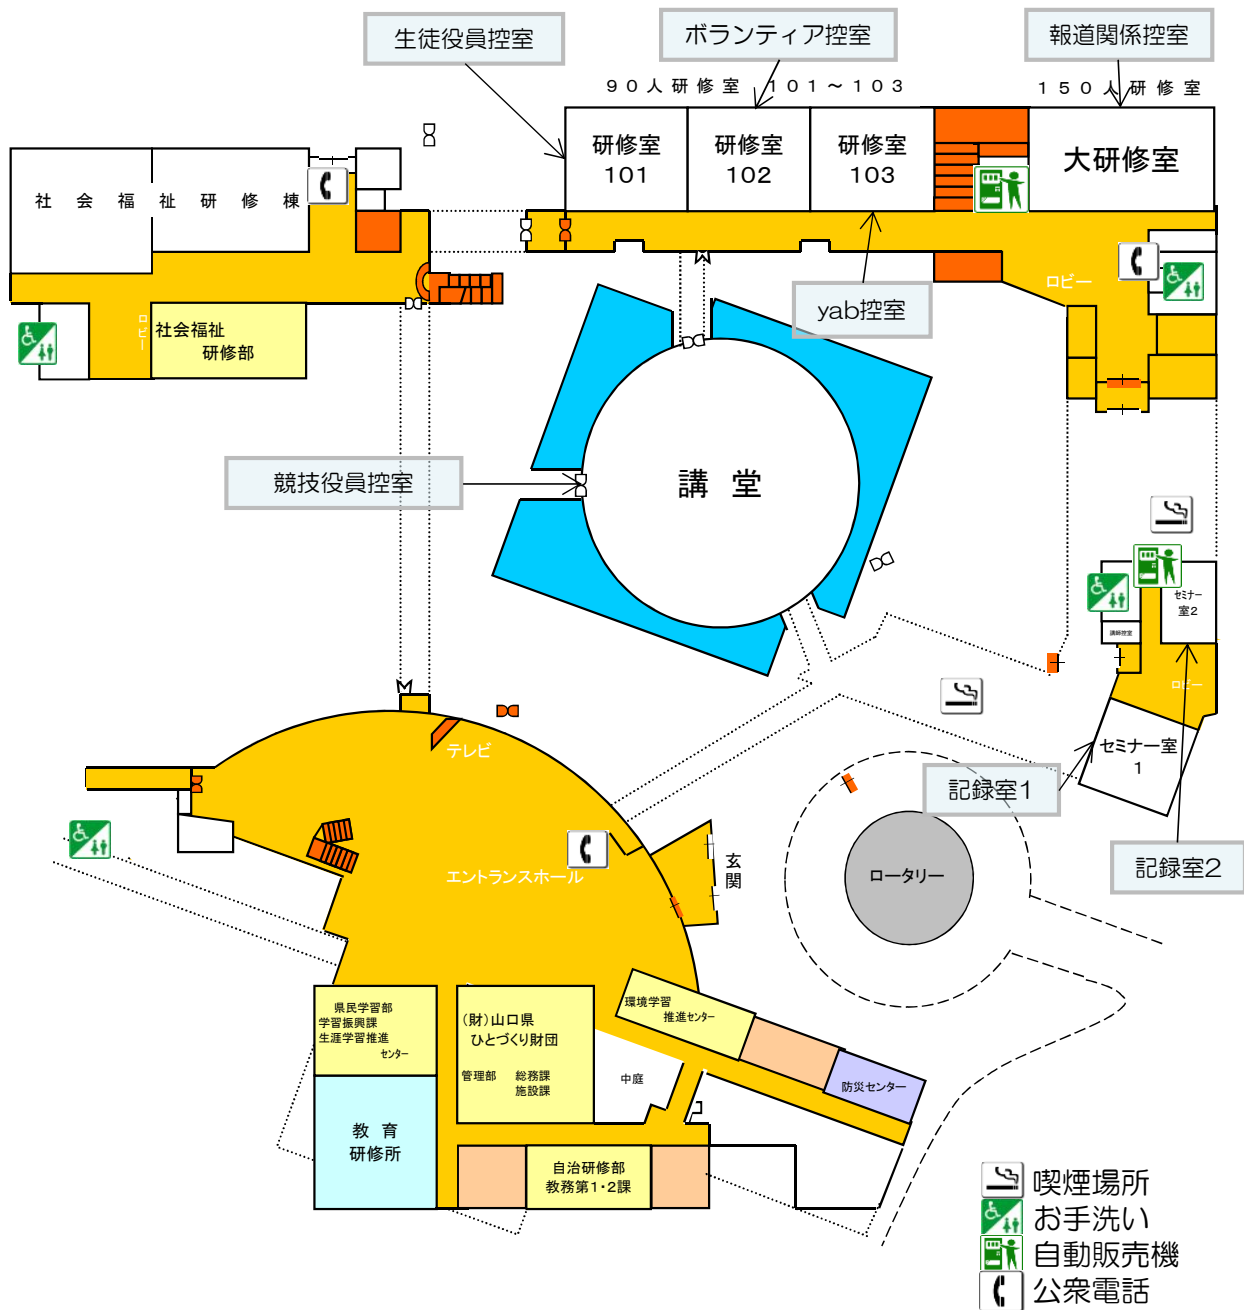 生徒役員控室
ボランティア控室
報道関係控室
90人研修室 101～103
150人研修室
研修室
101
研修室
102
研修室
103
大研修室
社会福祉研修棟
ロビー
yab控室
ロビー
社会福祉
研修部
競技役員控室
講堂
セミナー
室2
講師控室
ロビー
セミナー室
1
テレビ
記録室1
記録室2
エントランスホール
玄関
ロータリー
県民学習部
学習振興課
生涯学習推進
センター
(財)山口県
ひとづくり財団
管理部 総務課
施設課
環境学習
推進センター
中庭
防災センター
教育
研修所
自治研修部
教務第1・2課
喫煙場所
お手洗い
自動販売機
公衆電話